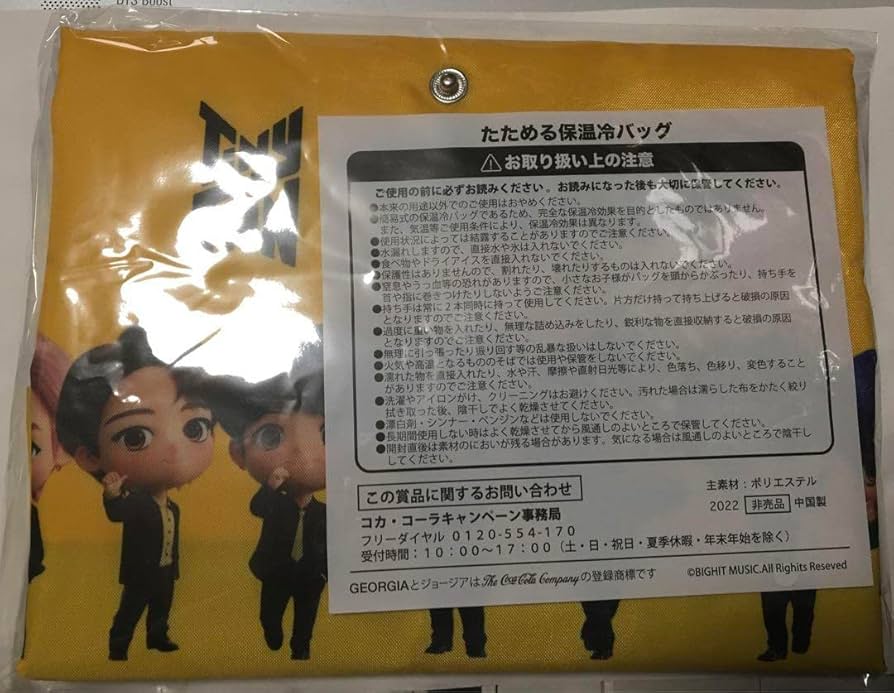 BTS Boost
TINY
TAN
たためる保温冷バッグ
⚠お取り扱い上の注意
ご使用の前に必ずお読みください。お読みになった後も大切に保管してください。
●本来の用途以外でのご使用はおやめください。
●簡易式の保温冷バッグであるため、完全な保温冷効果を目的としたものではありません。
また、気温等ご使用条件により、保温冷効果は異なります。
●使用状況によっては結露することがありますのでご注意ください。
●水漏れしますので、直接水や氷は入れないでください。
●食べ物やドライアイスを直接入れないでください。
●保護性はありませんので、割れたり、壊れたりするものは入れないでください。
●窒息やうっ血等の恐れがありますので、小さなお子様がバッグを頭からかぶったり、持ち手を
首や指に巻きつけたりしないようご注意ください。
●持ち手は常に2本同時に持って使用してください。片方だけ持って持ち上げると破損の原因
となりますのでご注意ください。
●過度に重い物を入れたり、無理な詰め込みをしたり、鋭利な物を直接収納すると破損の原因
となりますのでご注意ください。
●無理に引っ張ったり振り回す等の乱暴な扱いはしないでください。
●火気や高温となるもののそばでは使用や保管をしないでください。
●濡れた物を直接入れたり、水や汗、摩擦や直射日光等により、色落ち、色移り、変色すること
がありますのでご注意ください。
●洗濯やアイロンがけ、クリーニングはお避けください。汚れた場合は濡らした布をかたく絞り
拭き取った後、陰干しでよく乾燥させてください。
●漂白剤・シンナー・ベンジンなどは使用しないでください。
●長期間使用しない時はよく乾燥させてから風通しのよいところで保管してください。
●開封直後は素材のにおいが残る場合があります。気になる場合は風通しのよいところで陰干し
してください。
この賞品に関するお問い合わせ
コカ・コーラキャンペーン事務局
フリーダイヤル 0120-554-170
受付時間：10:00〜17:00（土・日・祝日・夏季休暇・年末年始を除く）
主素材：ポリエステル
2022 非売品 中国製
GEORGIAとジョージアはThe Coca-Cola Companyの登録商標です
©BIGHIT MUSIC.All Rights Reseved